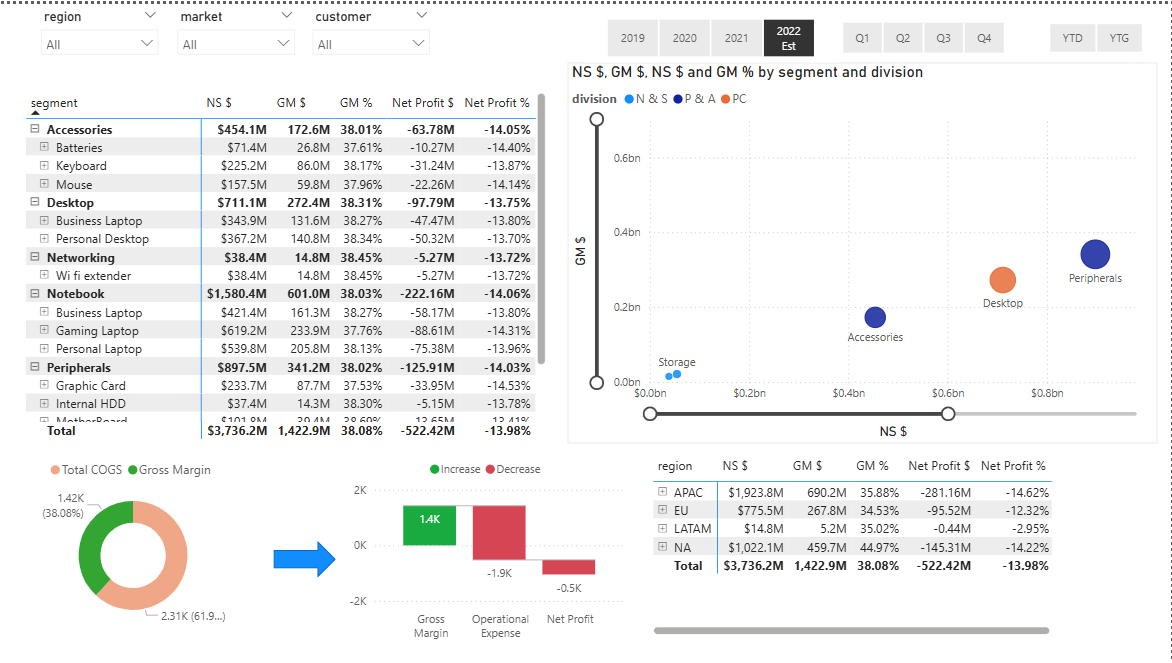 region market customer
All All All
2019 2020 2021 2022 Est Q1 Q2 Q3 Q4 YTD YTG
segment NS $ GM $ GM % Net Profit $ Net Profit %
Accessories $454.1M 172.6M 38.01% -63.78M -14.05%
Batteries $71.4M 26.8M 37.61% -10.27M -14.40%
Keyboard $225.2M 86.0M 38.17% -31.24M -13.87%
Mouse $157.5M 59.8M 37.96% -22.26M -14.14%
Desktop $711.1M 272.4M 38.31% -97.79M -13.75%
Business Laptop $343.9M 131.6M 38.27% -47.47M -13.80%
Personal Desktop $367.2M 140.8M 38.34% -50.32M -13.70%
Networking $38.4M 14.8M 38.45% -5.27M -13.72%
Wi fi extender $38.4M 14.8M 38.45% -5.27M -13.72%
Notebook $1,580.4M 601.0M 38.03% -222.16M -14.06%
Business Laptop $421.4M 161.3M 38.27% -58.17M -13.80%
Gaming Laptop $619.2M 233.9M 37.76% -88.61M -14.31%
Personal Laptop $539.8M 205.8M 38.13% -75.38M -13.96%
Peripherals $897.5M 341.2M 38.02% -125.91M -14.03%
Graphic Card $233.7M 87.7M 37.53% -33.95M -14.53%
Internal HDD $37.4M 14.3M 38.30% -5.15M -13.78%
MotherBoard $101.8M 39.4M 38.69% -13.65M -13.41%
Total $3,736.2M 1,422.9M 38.08% -522.42M -13.98%
NS $, GM $, NS $ and GM % by segment and division
division N & S P & A PC
0.6bn
0.4bn
0.2bn
0.0bn
GM $
Peripherals
Desktop
Accessories
Storage
$0.0bn $0.2bn $0.4bn $0.6bn $0.8bn
NS $
Total COGS Gross Margin
1.42K
(38.08%)
2.31K (61.9...)
Increase Decrease
2K
0K
-2K
1.4K
-1.9K
-0.5K
Gross Margin
Operational Expense
Net Profit
region NS $ GM $ GM % Net Profit $ Net Profit %
APAC $1,923.8M 690.2M 35.88% -281.16M -14.62%
EU $775.5M 267.8M 34.53% -95.52M -12.32%
LATAM $14.8M 5.2M 35.02% -0.44M -2.95%
NA $1,022.1M 459.7M 44.97% -145.31M -14.22%
Total $3,736.2M 1,422.9M 38.08% -522.42M -13.98%